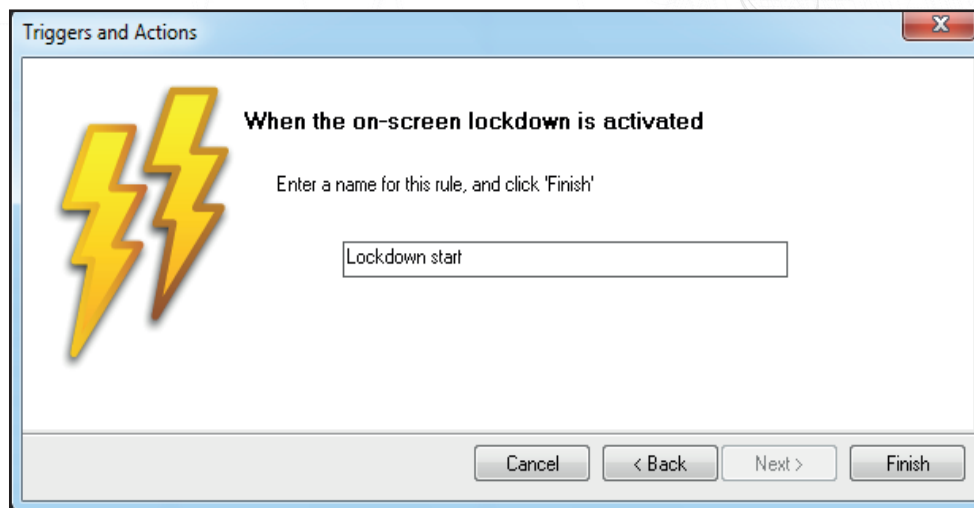 Triggers and Actions
When the on-screen lockdown is activated
Enter a name for this rule, and click 'Finish'
Lockdown start
Cancel
< Back
Next >
Finish